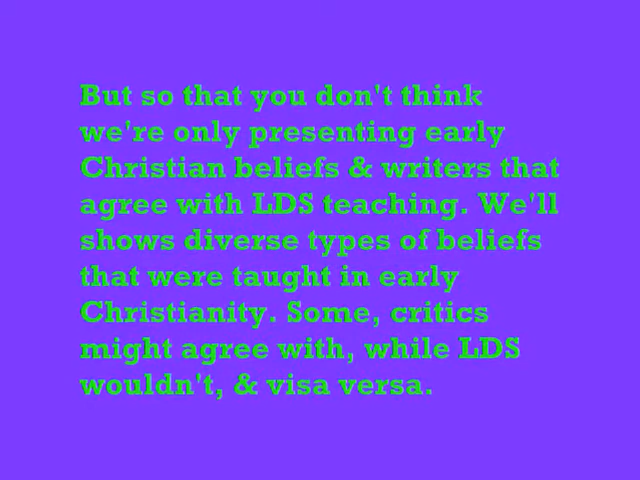 But so that you don't think
we're only presenting early
Christian beliefs & writers that
agree with LDS teaching. We'll
shows diverse types of beliefs
that were taught in early
Christianity. Some, critics
might agree with, while LDS
wouldn't, & visa versa.